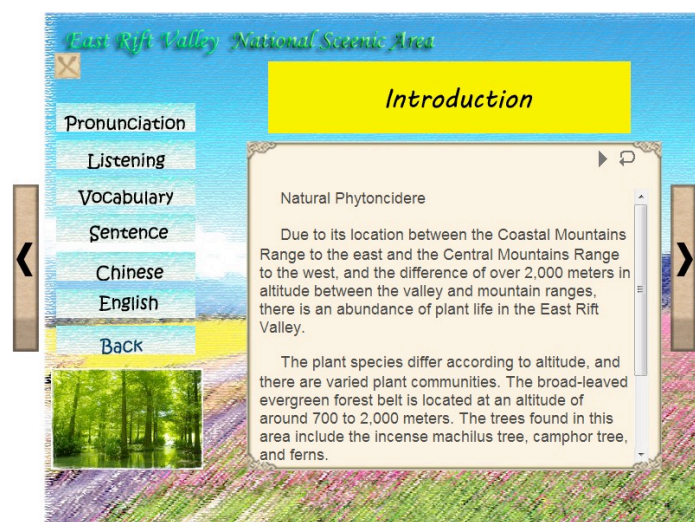 East Rift Valley National Sceenic Area
Introduction
Pronunciation
Listening
Vocabulary
Sentence
Chinese
English
Back
Natural Phytoncidere
Due to its location between the Coastal Mountains
Range to the east and the Central Mountains Range
to the west, and the difference of over 2,000 meters in
altitude between the valley and mountain ranges,
there is an abundance of plant life in the East Rift
Valley.
The plant species differ according to altitude, and
there are varied plant communities. The broad-leaved
evergreen forest belt is located at an altitude of
around 700 to 2,000 meters. The trees found in this
area include the incense machilus tree, camphor tree,
and ferns.